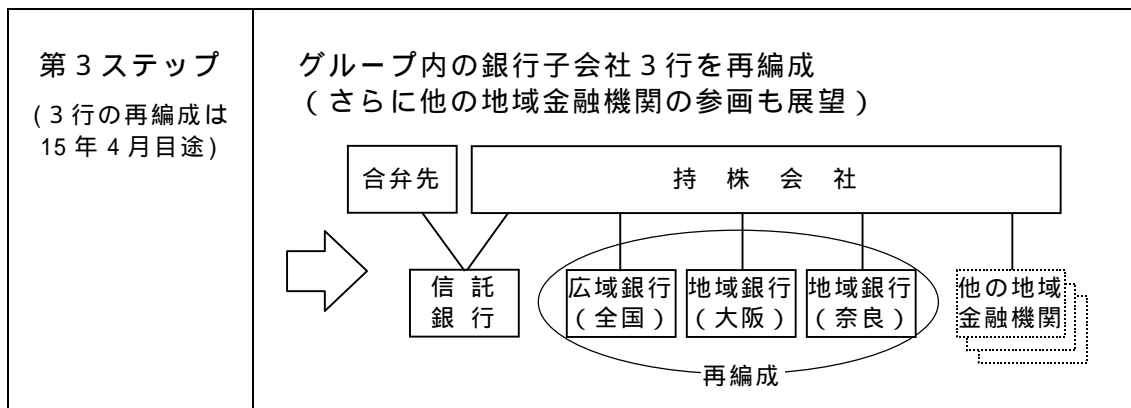 第3ステップ
(3行の再編成は
15年4月目途)
グループ内の銀行子会社3行を再編成
(さらに他の地域金融機関の参画も展望)
合弁先
持株会社
信託
銀行
広域銀行
(全国)
地域銀行
(大阪)
地域銀行
(奈良)
他の地域
金融機関
再編成